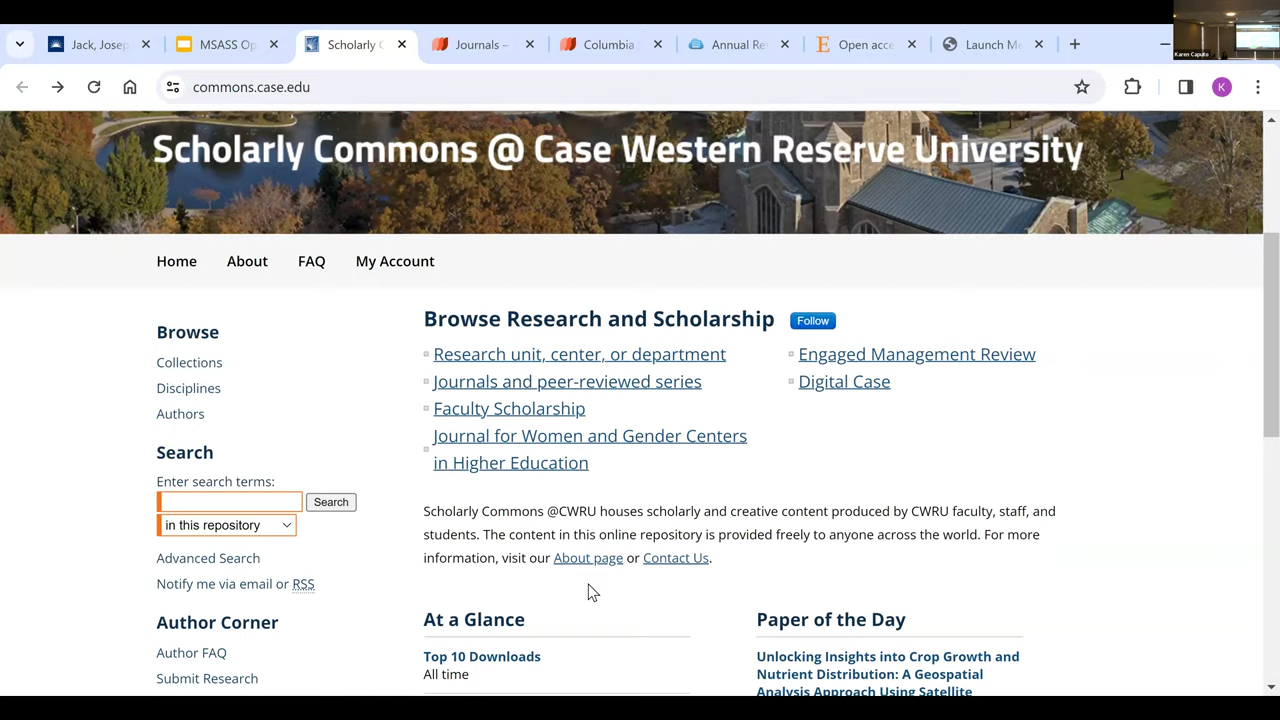 Jack, Josep
MSASS Op
Scholarly C
Journals –
Columbia
Annual Re
Open acce
Launch Me
Karen Caputo
commons.case.edu
K
Scholarly Commons @ Case Western Reserve University
Home
About
FAQ
My Account
Browse
Collections
Disciplines
Authors
Search
Enter search terms:
Search
in this repository
Advanced Search
Notify me via email or RSS
Author Corner
Author FAQ
Submit Research
Browse Research and Scholarship
Follow
Research unit, center, or department
Journals and peer-reviewed series
Faculty Scholarship
Journal for Women and Gender Centers
in Higher Education
Engaged Management Review
Digital Case
Scholarly Commons @CWRU houses scholarly and creative content produced by CWRU faculty, staff, and
students. The content in this online repository is provided freely to anyone across the world. For more
information, visit our About page or Contact Us.
At a Glance
Top 10 Downloads
All time
Paper of the Day
Unlocking Insights into Crop Growth and
Nutrient Distribution: A Geospatial
Analysis Approach Using Satellite